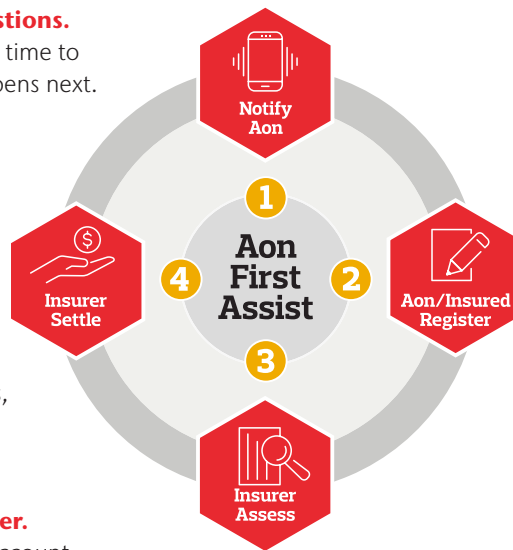 stions.
time to
pens next.
Notify
Aon
1
Aon
First
Assist
2
Aon/Insured
Register
3
Insurer
Assess
4
Insurer
Settle
$
,
er.
account